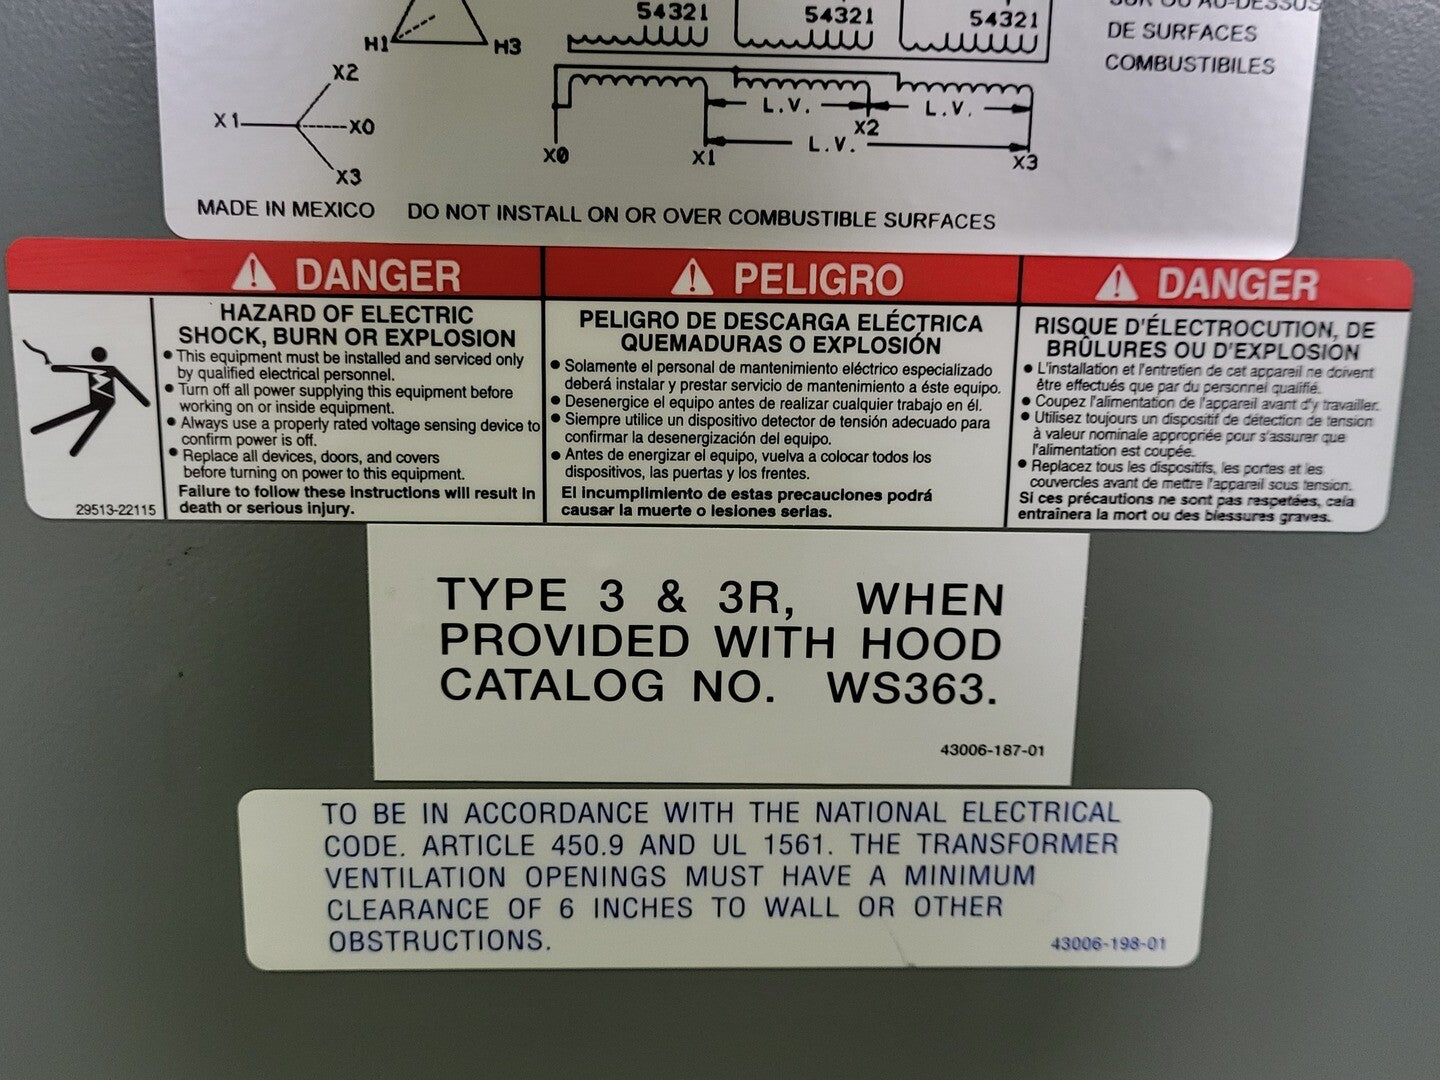 54321 54321 54321
SUR OU AU-DESSUS
DE SURFACES
COMBUSTIBILES
H1 H3
X2
X1 X0
X3
L.V. L.V.
X2
L.V.
X0 X1 X3
MADE IN MEXICO DO NOT INSTALL ON OR OVER COMBUSTIBLE SURFACES
DANGER
HAZARD OF ELECTRIC
SHOCK, BURN OR EXPLOSION
• This equipment must be installed and serviced only
by qualified electrical personnel.
• Turn off all power supplying this equipment before
working on or inside equipment.
• Always use a properly rated voltage sensing device to
confirm power is off.
• Replace all devices, doors, and covers
before turning on power to this equipment.
Failure to follow these instructions will result in
death or serious injury.
29513-22115
PELIGRO
PELIGRO DE DESCARGA ELÉCTRICA
QUEMADURAS O EXPLOSIÓN
• Solamente el personal de mantenimiento eléctrico especializado
deberá instalar y prestar servicio de mantenimiento a éste equipo.
• Desenergice el equipo antes de realizar cualquier trabajo en él.
• Siempre utilice un dispositivo detector de tensión adecuado para
confirmar la desenergización del equipo.
• Antes de energizar el equipo, vuelva a colocar todos los
dispositivos, las puertas y los frentes.
El incumplimiento de estas precauciones podrá
causar la muerte o lesiones serias.
DANGER
RISQUE D'ÉLECTROCUTION, DE
BRÛLURES OU D'EXPLOSION
• L'installation et l'entretien de cet appareil ne doivent
être effectués que par du personnel qualifié.
• Coupez l'alimentation de l'appareil avant d'y travailler.
• Utilisez toujours un dispositif de détection de tension
à valeur nominale appropriée pour s'assurer que
l'alimentation est coupée.
• Replacez tous les dispositifs, les portes et les
couvercles avant de mettre l'appareil sous tension.
Si ces précautions ne sont pas respetées, cela
entraînera la mort ou des blessures graves.
TYPE 3 & 3R, WHEN
PROVIDED WITH HOOD
CATALOG NO. WS363.
43006-187-01
TO BE IN ACCORDANCE WITH THE NATIONAL ELECTRICAL
CODE. ARTICLE 450.9 AND UL 1561. THE TRANSFORMER
VENTILATION OPENINGS MUST HAVE A MINIMUM
CLEARANCE OF 6 INCHES TO WALL OR OTHER
OBSTRUCTIONS.
43006-198-01